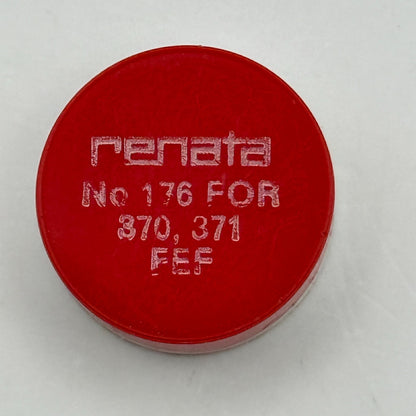 renata
No 176 FOR
370, 371
FEF